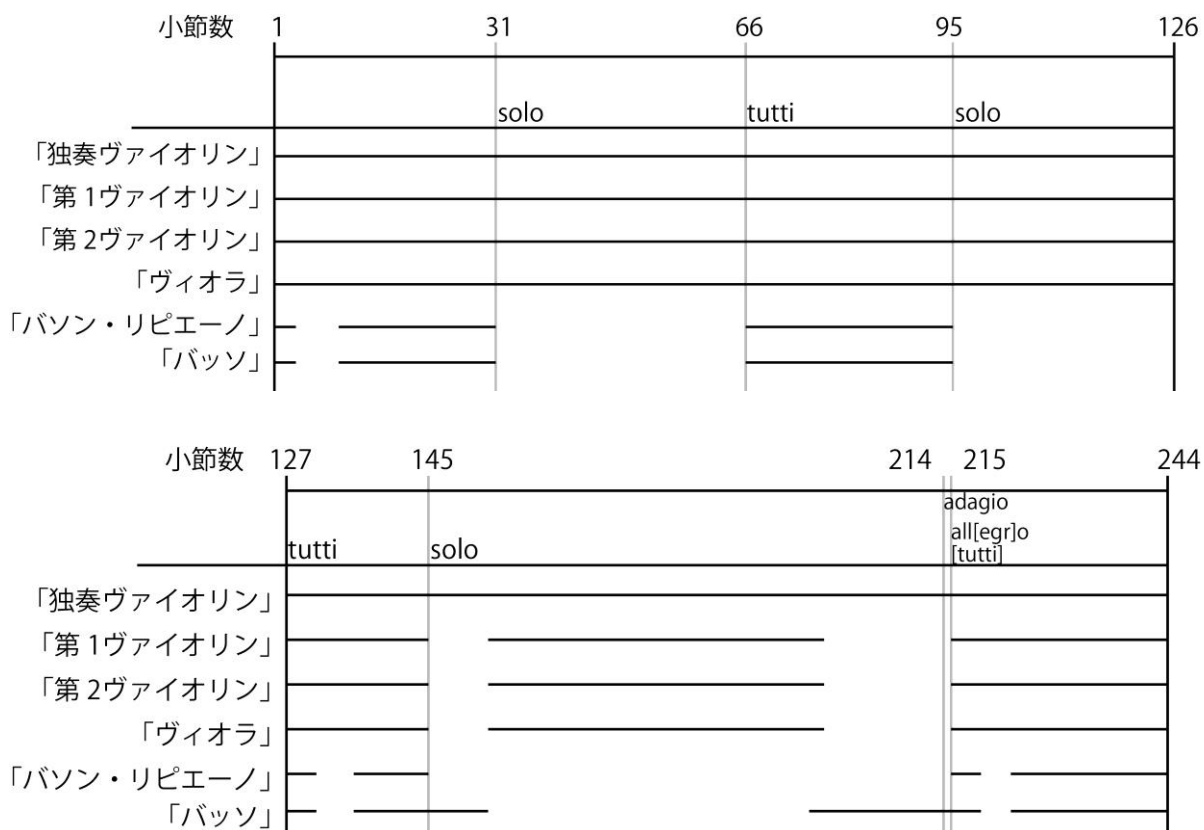 小節数 1 31 66 95 126
solo tutti solo
「独奏ヴァイオリン」
「第 1ヴァイオリン」
「第 2ヴァイオリン」
「ヴィオラ」
「バソン・リピエーノ」
「バッソ」
小節数 127 145 214 215 244
adagio
all[egr]o
tutti solo [tutti]
「独奏ヴァイオリン」
「第 1ヴァイオリン」
「第 2ヴァイオリン」
「ヴィオラ」
「バソン・リピエーノ」
「バッソ」